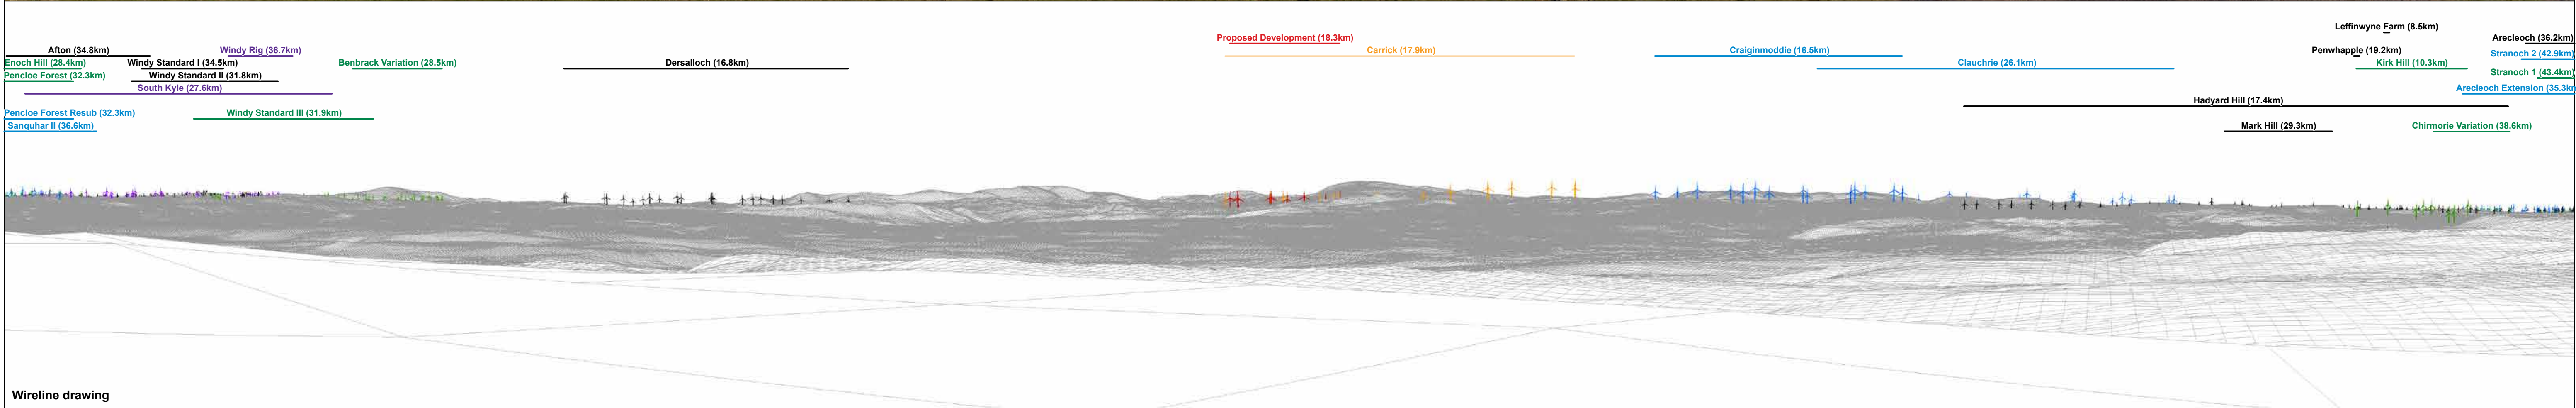 Leffinwyne Farm (8.5km)
Proposed Development (18.3km)
Arecleoch (36.2km)
Afton (34.8km)
Windy Rig (36.7km)
Carrick (17.9km)
Craiginmoddie (16.5km)
Penwhapple (19.2km)
Stranoch 2 (42.9km)
Enoch Hill (28.4km)
Windy Standard I (34.5km)
Benbrack Variation (28.5km)
Dersalloch (16.8km)
Clauchrie (26.1km)
Kirk Hill (10.3km)
Pencloe Forest (32.3km)
Windy Standard II (31.8km)
Stranoch 1 (43.4km)
South Kyle (27.6km)
Arecleoch Extension (35.3km
Hadyard Hill (17.4km)
Pencloe Forest Resub (32.3km)
Windy Standard III (31.9km)
Sanquhar II (36.6km)
Mark Hill (29.3km)
Chirmorie Variation (38.6km)
Wireline drawing